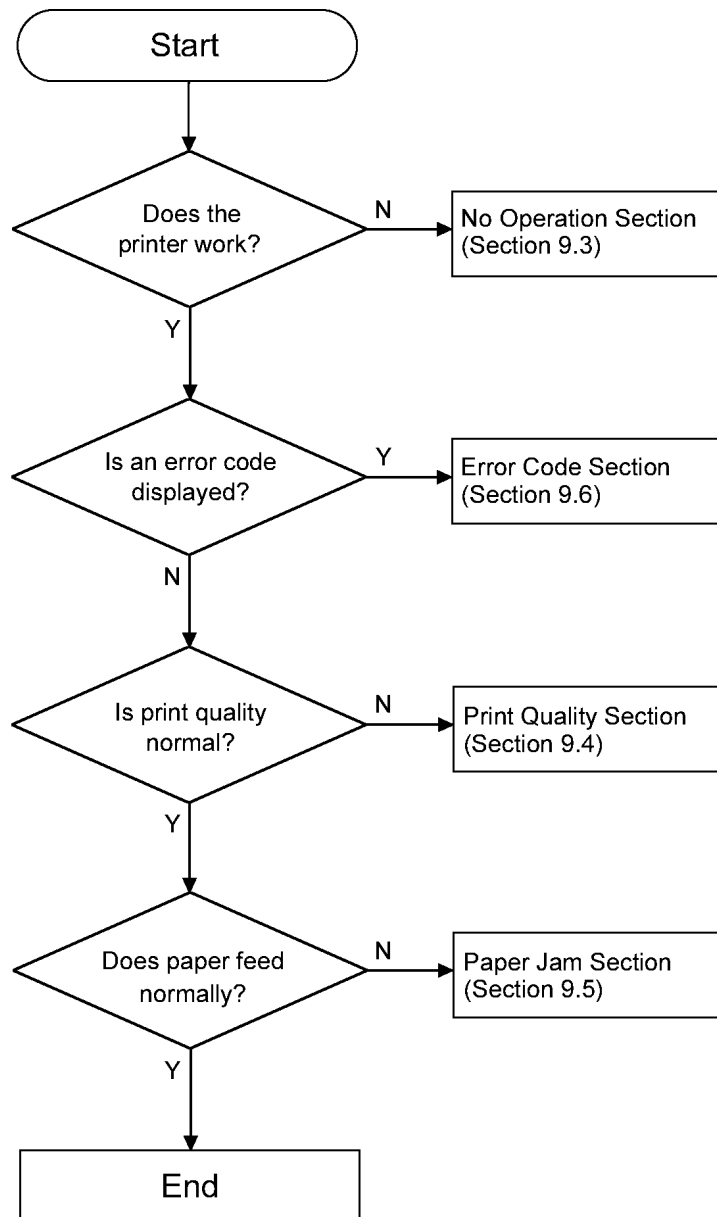 Start
Does the
printer work?
N
No Operation Section
(Section 9.3)
Y
Is an error code
displayed?
Y
Error Code Section
(Section 9.6)
N
Is print quality
normal?
N
Print Quality Section
(Section 9.4)
Y
Does paper feed
normally?
N
Paper Jam Section
(Section 9.5)
Y
End